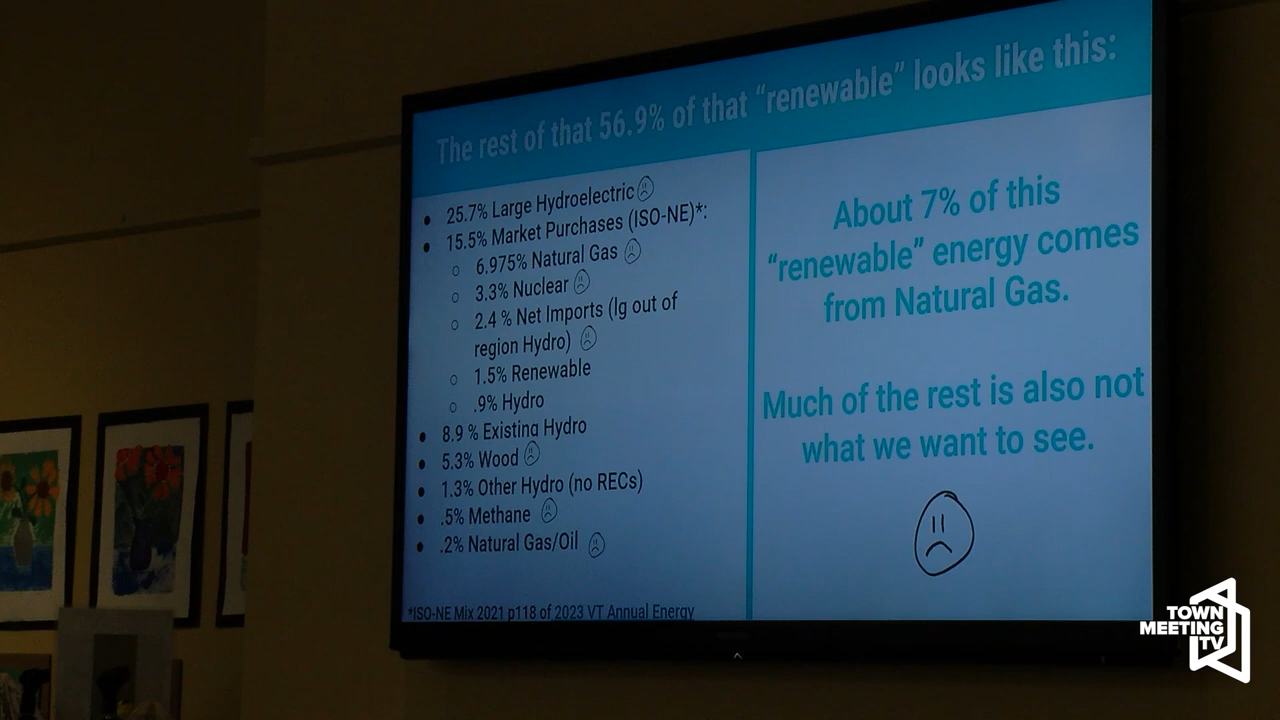 The rest of that 56.9% of that “renewable” looks like this:
• 25.7% Large Hydroelectric
• 15.5% Market Purchases (ISO-NE)*:
○ 6.975% Natural Gas
○ 3.3% Nuclear
○ 2.4 % Net Imports (lg out of
region Hydro)
○ 1.5% Renewable
○ .9% Hydro
• 8.9 % Existing Hydro
• 5.3% Wood
• 1.3% Other Hydro (no RECs)
• .5% Methane
• .2% Natural Gas/Oil
*ISO-NE Mix 2021 p118 of 2023 VT Annual Energy
About 7% of this
“renewable” energy comes
from Natural Gas.
Much of the rest is also not
what we want to see.
TOWN
MEETING
TV